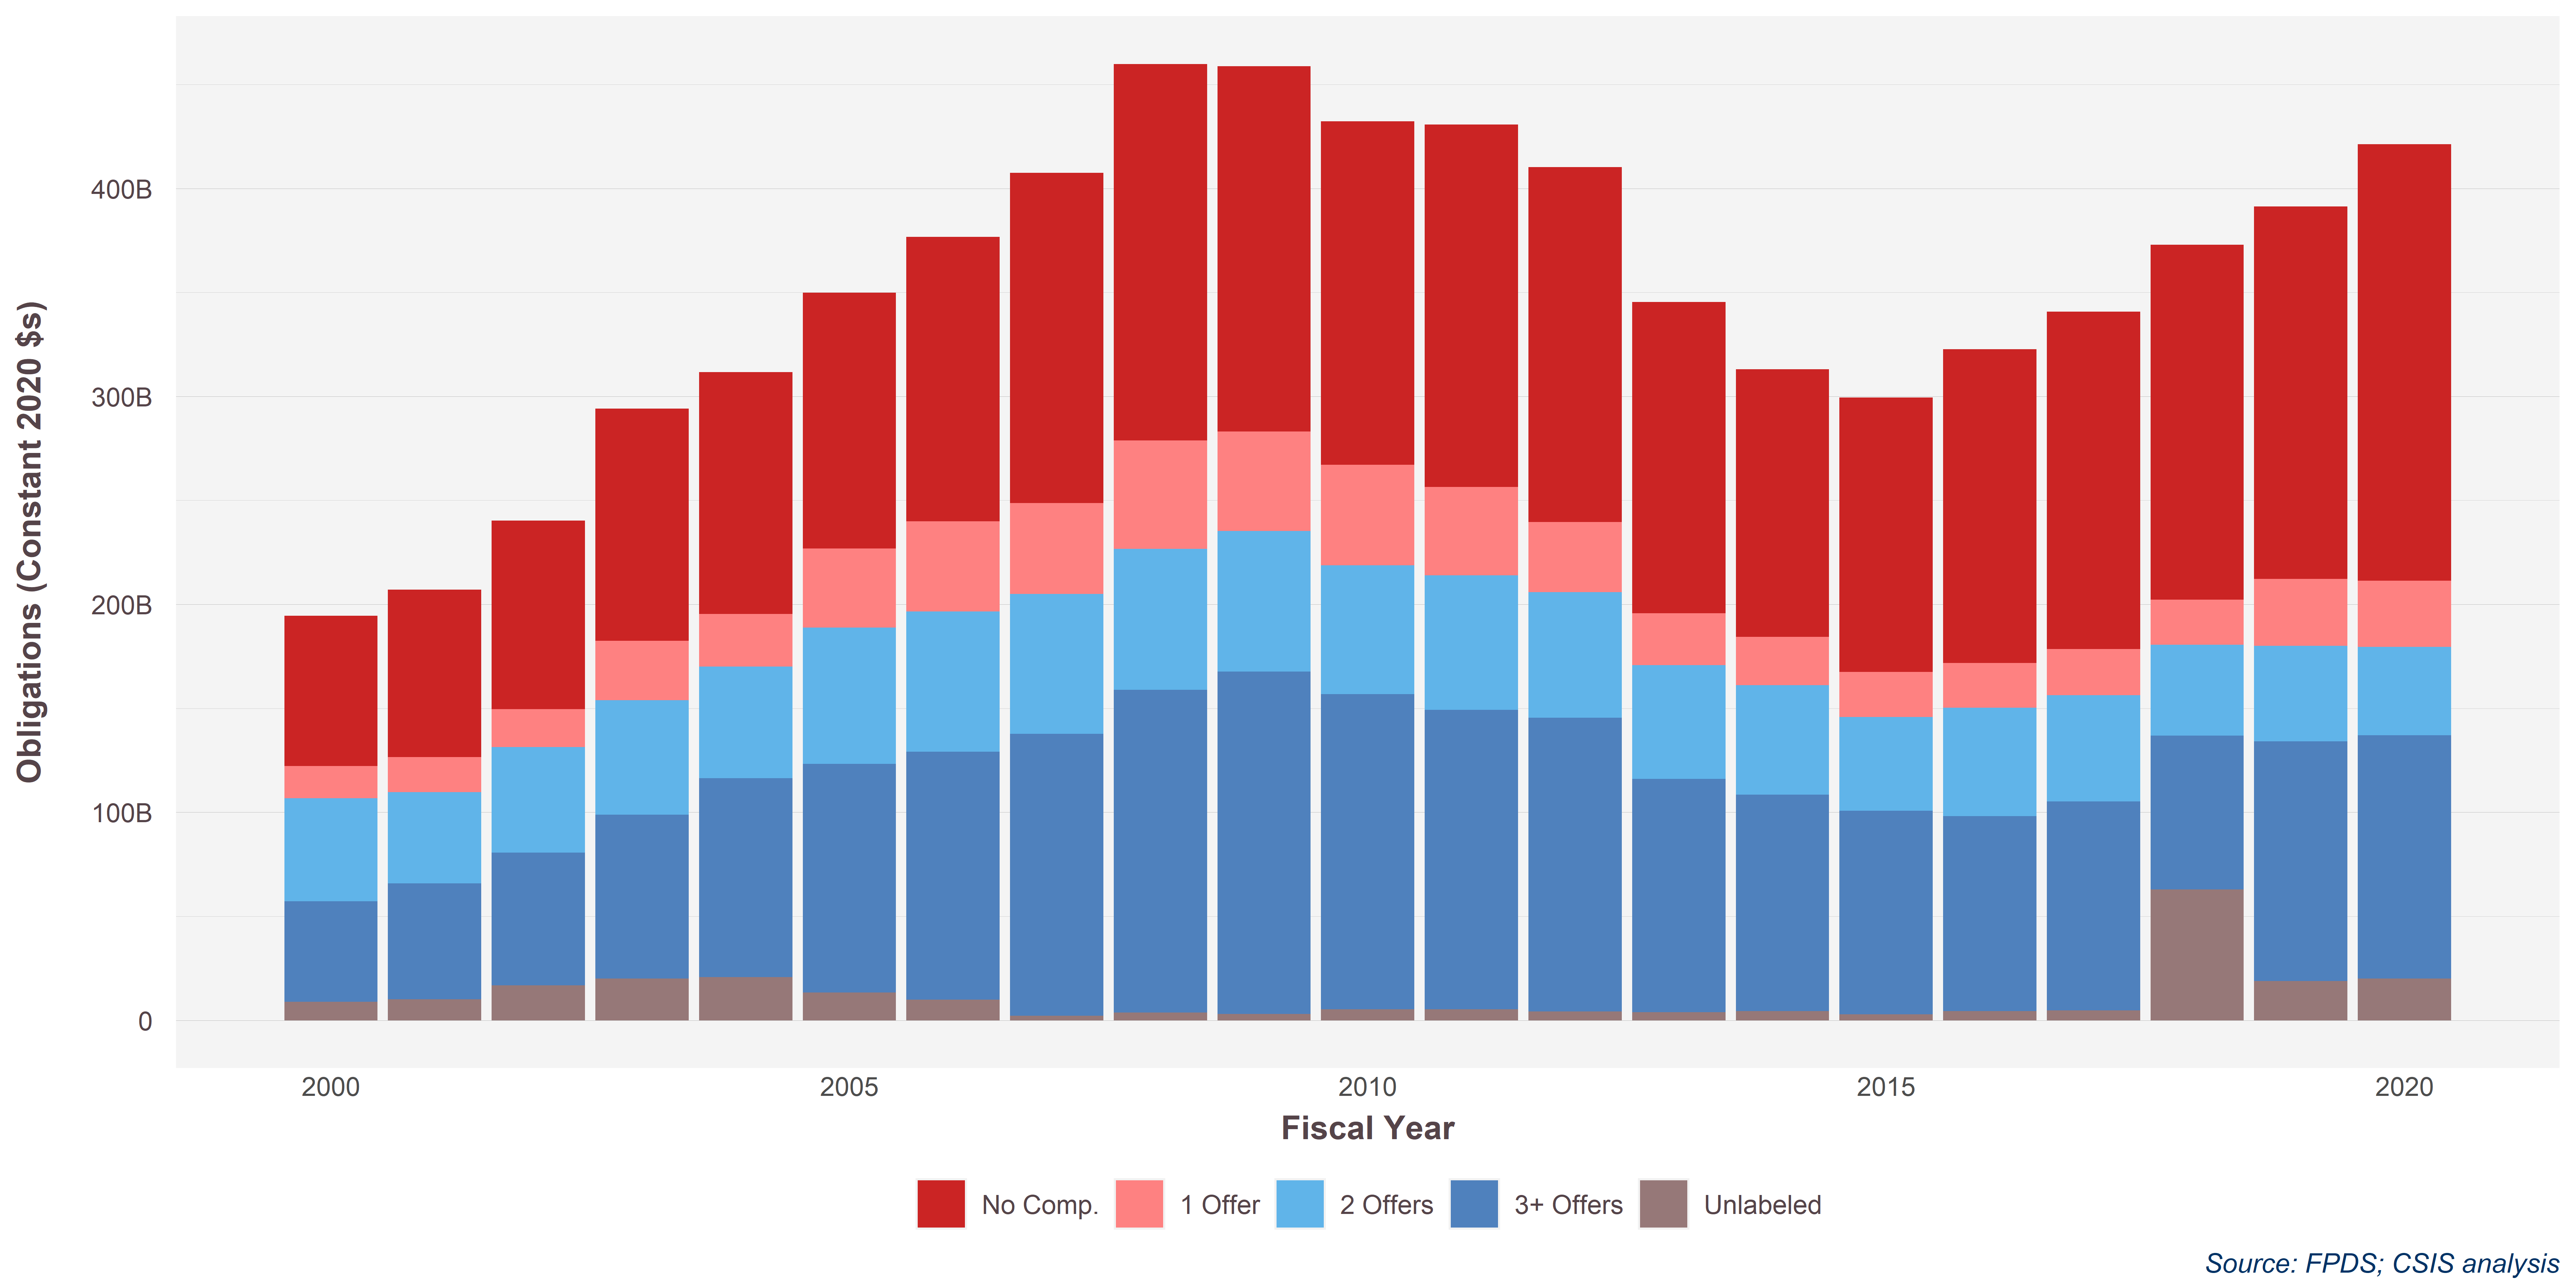 Obligations (Constant 2020 $s)
400B
300B
200B
100B
0
2000 2005 2010 2015 2020
Fiscal Year
No Comp. 1 Offer 2 Offers 3+ Offers Unlabeled
Source: FPDS; CSIS analysis